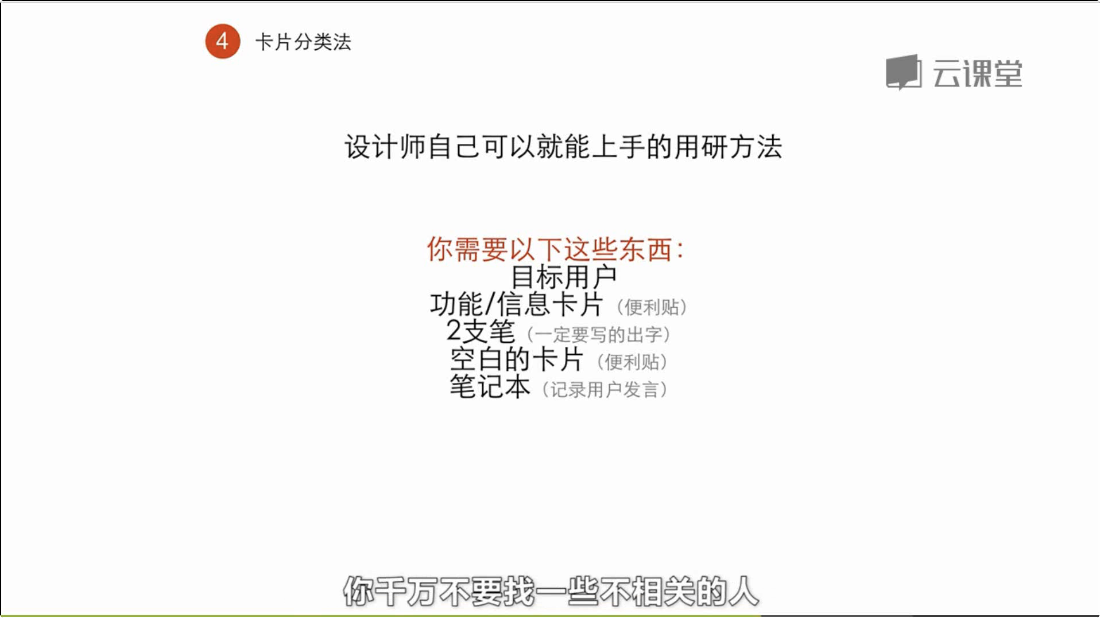 4 卡片分类法
云课堂
设计师自己可以就能上手的用研方法
你需要以下这些东西：
目标用户
功能/信息卡片（便利贴）
2支笔（一定要写的出字）
空白的卡片（便利贴）
笔记本（记录用户发言）
你千万不要找一些不相关的人